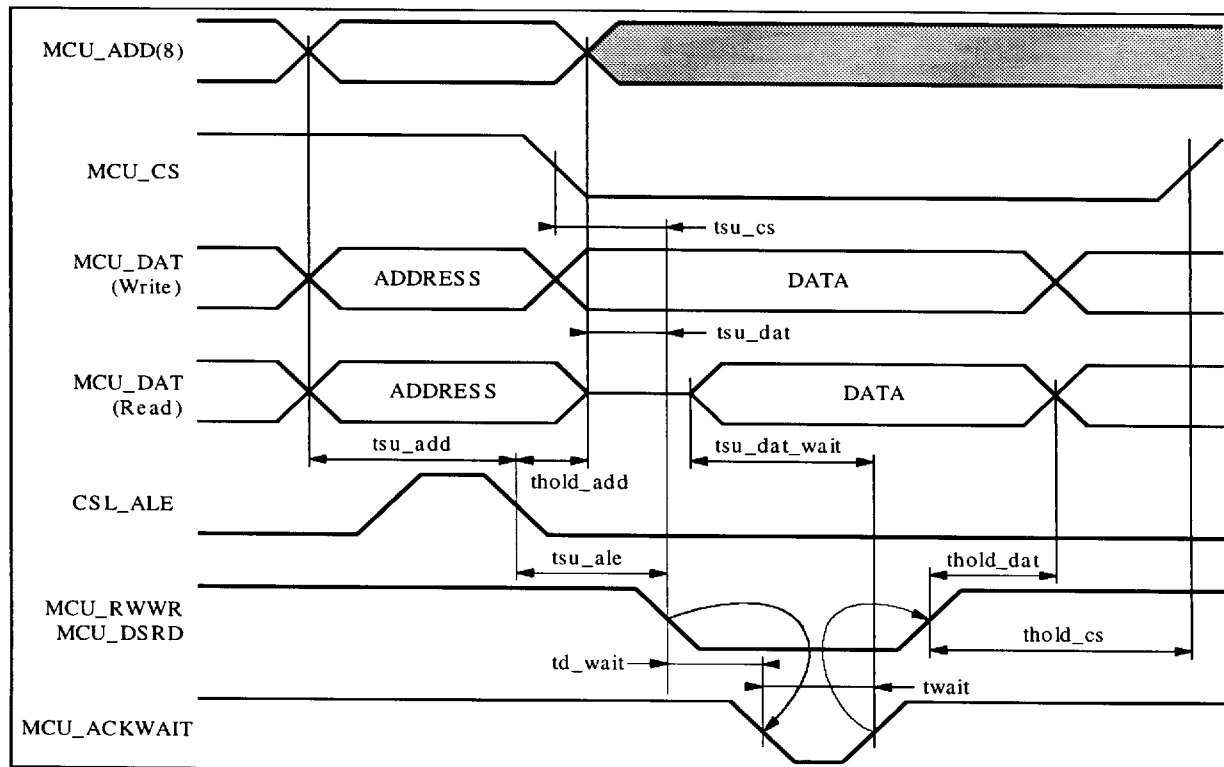 MCU_ADD(8)
MCU_CS
tsu_cs
MCU_DAT
(Write)
ADDRESS
DATA
tsu_dat
MCU_DAT
(Read)
ADDRESS
DATA
tsu_add
tsu_dat_wait
thold_add
CSL_ALE
tsu_ale
thold_dat
MCU_RWWR
MCU_DSRD
thold_cs
td_wait
twait
MCU_ACKWAIT